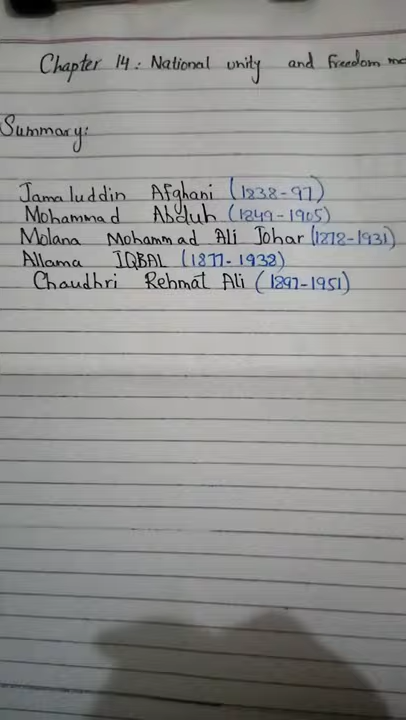 Chapter 14: National unity and freedom mo
Summary:
Jamaluddin Afghani (1838-97)
Mohammad Abduh (1849-1905)
Molana Mohammad Ali Johar (1878-1931)
Allama IQBAL (1877-1938)
Chaudhri Rehmat Ali (1897-1951)